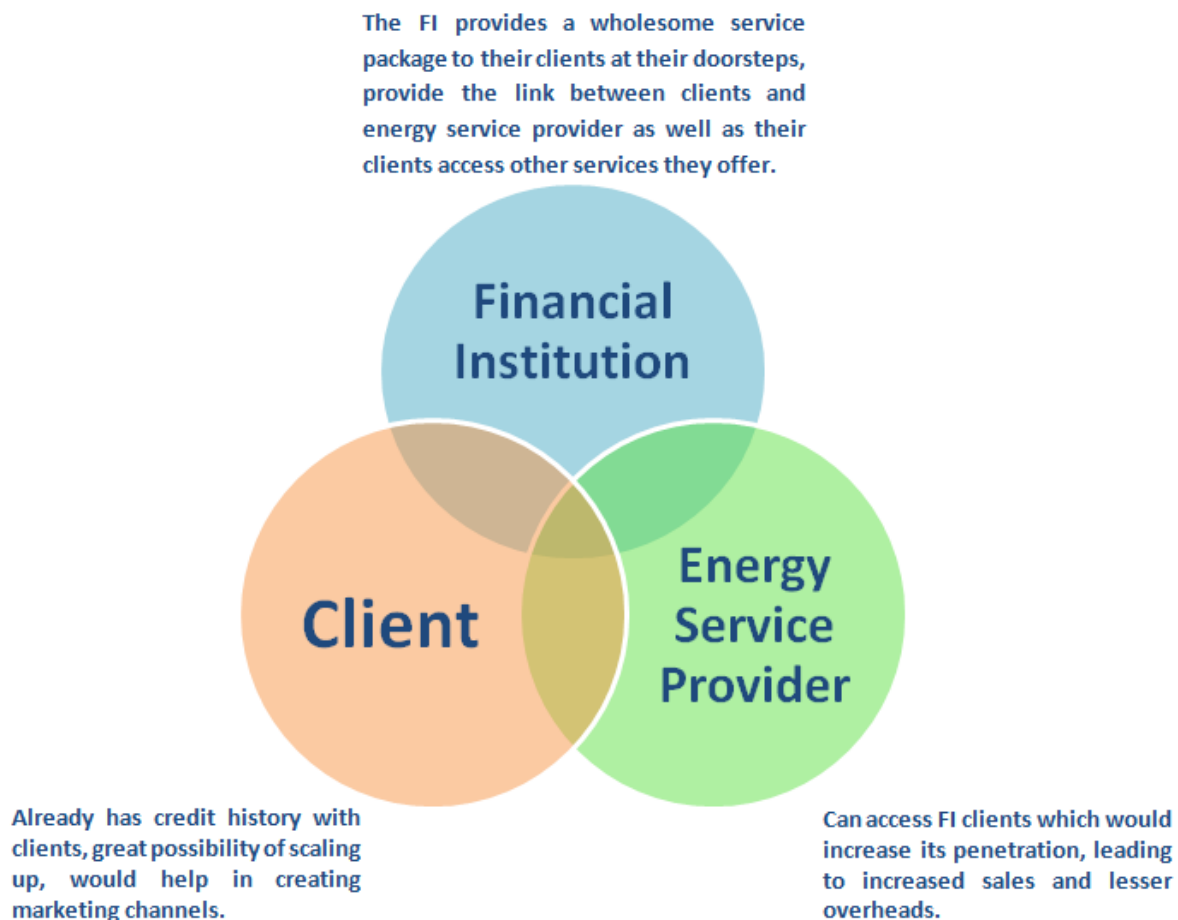 The FI provides a wholesome service
package to their clients at their doorsteps,
provide the link between clients and
energy service provider as well as their
clients access other services they offer.
Financial
Institution
Client
Energy
Service
Provider
Already has credit history with
clients, great possibility of scaling
up, would help in creating
marketing channels.
Can access FI clients which would
increase its penetration, leading
to increased sales and lesser
overheads.